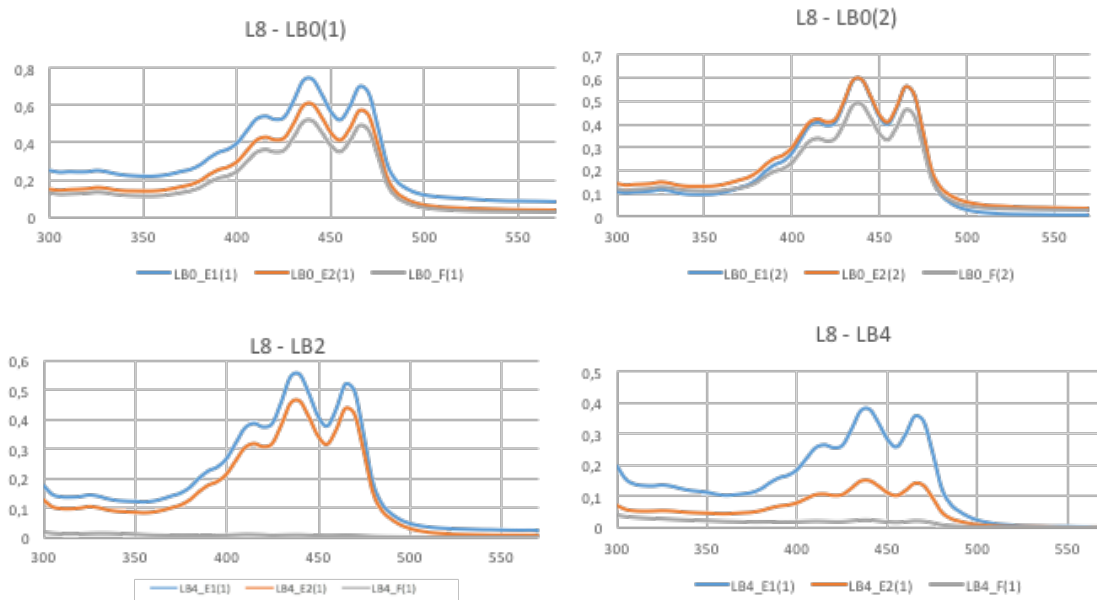 L8 - LB0(1)
0,8
0,6
0,4
0,2
0
300 350 400 450 500 550
LB0_E1(1) LB0_E2(1) LB0_F(1)
L8 - LB0(2)
0,7
0,6
0,5
0,4
0,3
0,2
0,1
0
300 350 400 450 500 550
LB0_E1(2) LB0_E2(2) LB0_F(2)
L8 - LB2
0,6
0,5
0,4
0,3
0,2
0,1
0
300 350 400 450 500 550
LB4_E1(1) LB4_E2(1) LB4_F(1)
L8 - LB4
0,5
0,4
0,3
0,2
0,1
0
300 350 400 450 500 550
LB4_E1(1) LB4_E2(1) LB4_F(1)